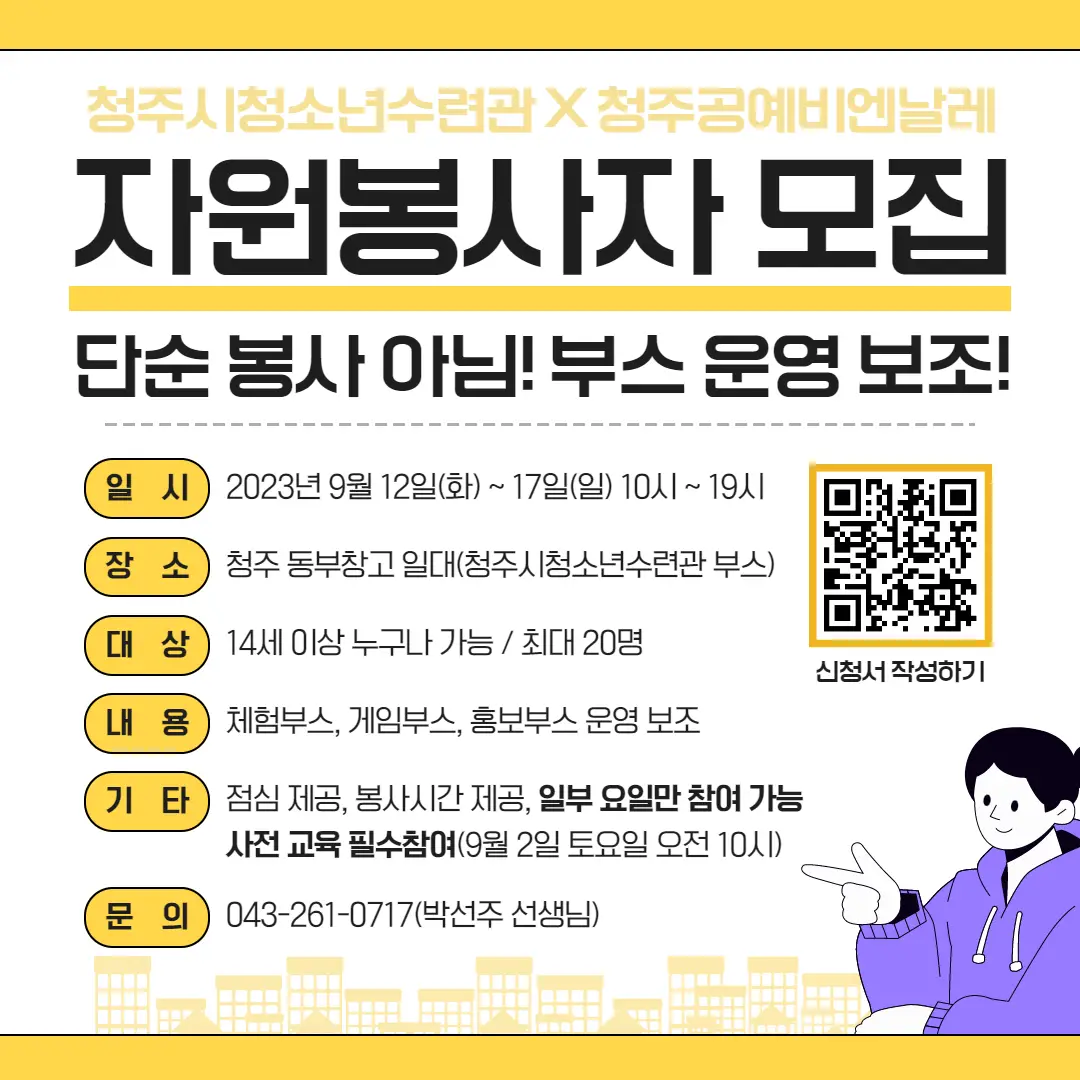 청주시청소년수련관 X 청주공예비엔날레
자원봉사자 모집
단순 봉사 아님! 부스 운영 보조!
일 시 2023년 9월 12일(화) ~ 17일(일) 10시 ~ 19시
장 소 청주 동부창고 일대(청주시청소년수련관 부스)
대 상 14세 이상 누구나 가능 / 최대 20명
신청서 작성하기
내 용 체험부스, 게임부스, 홍보부스 운영 보조
기 타 점심 제공, 봉사시간 제공, 일부 요일만 참여 가능
사전 교육 필수참여(9월 2일 토요일 오전 10시)
문 의 043-261-0717(박선주 선생님)